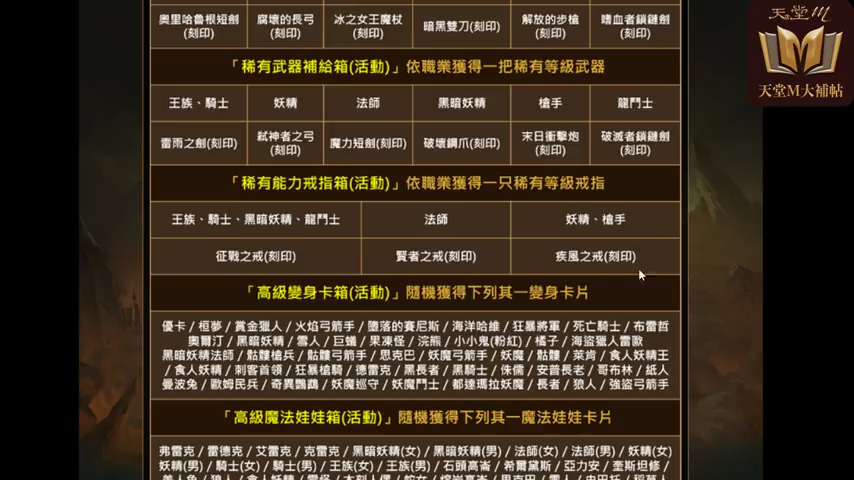 奧里哈魯根短劍(刻印) 腐壞的長弓(刻印) 冰之女王魔杖(刻印) 暗黑雙刀(刻印) 解放的步槍(刻印) 嗜血者鎖鏈劍(刻印)
「稀有武器補給箱(活動)」依職業獲得一把稀有等級武器
王族、騎士 妖精 法師 黑暗妖精 槍手 龍鬥士
雷雨之劍(刻印) 弒神者之弓(刻印) 魔力短劍(刻印) 破壞鋼爪(刻印) 末日衝擊炮(刻印) 破滅者鎖鏈劍(刻印)
「稀有能力戒指箱(活動)」依職業獲得一只稀有等級戒指
王族、騎士、黑暗妖精、龍鬥士 法師 妖精、槍手
征戰之戒(刻印) 賢者之戒(刻印) 疾風之戒(刻印)
「高級變身卡箱(活動)」隨機獲得下列其一變身卡片
優卡 / 桓夢 / 賞金獵人 / 火焰弓箭手 / 墮落的賽尼斯 / 海洋哈維 / 狂暴將軍 / 死亡騎士 / 布雷哲
奧爾汀 / 黑暗妖精 / 雪人 / 巨蟻 / 果凍怪 / 浣熊 / 小小鬼(粉紅) / 橘子 / 海盜獵人雷歐
黑暗妖精法師 / 骷髏槍兵 / 骷髏弓箭手 / 思克巴 / 妖魔弓箭手 / 妖魔 / 骷髏 / 萊肯 / 食人妖精王
/ 食人妖精 / 刺客首領 / 狂暴槍騎 / 德雷克 / 黑長者 / 黑騎士 / 侏儒 / 安普長老 / 哥布林 / 紙人
曼波兔 / 歐姆民兵 / 奇異鸚鵡 / 妖魔巡守 / 妖魔鬥士 / 都達瑪拉妖魔 / 長者 / 狼人 / 強盜弓箭手
「高級魔法娃娃箱(活動)」隨機獲得下列其一魔法娃娃卡片
弗雷克 / 雷德克 / 艾雷克 / 克雷克 / 黑暗妖精(女) / 黑暗妖精(男) / 法師(女) / 法師(男) / 妖精(女)
妖精(男) / 騎士(女) / 騎士(男) / 王族(女) / 王族(男) / 石頭高崙 / 希爾黛斯 / 亞力安 / 奎斯坦修 /
天堂M
天堂M大補帖